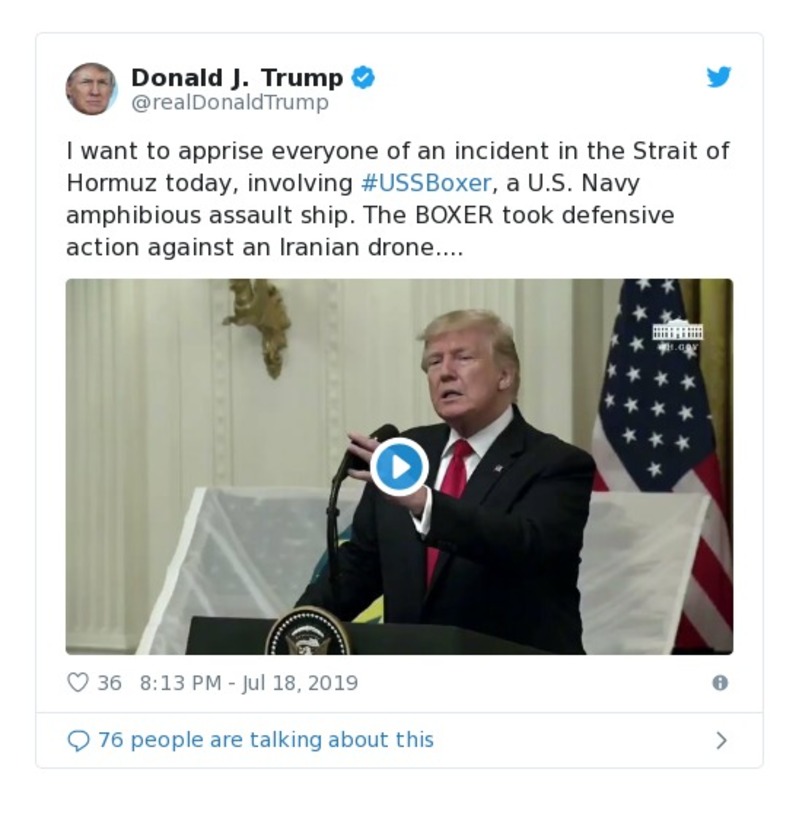 Donald J. Trump
@realDonaldTrump
I want to apprise everyone of an incident in the Strait of
Hormuz today, involving #USSBoxer, a U.S. Navy
amphibious assault ship. The BOXER took defensive
action against an Iranian drone....
WH.GOV
36 8:13 PM - Jul 18, 2019
76 people are talking about this